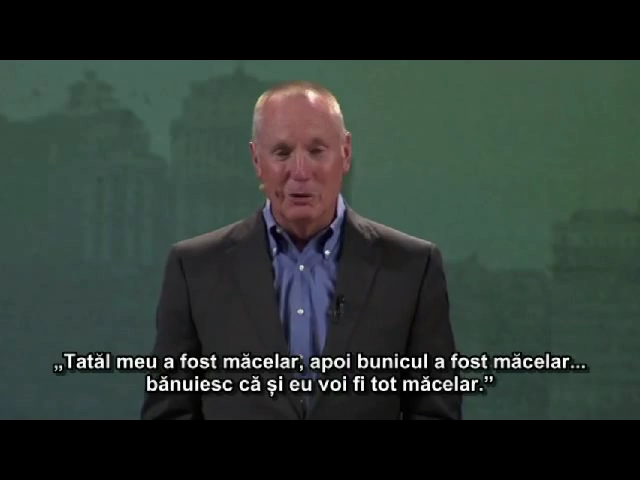 „Tatăl meu a fost măcelar, apoi bunicul a fost măcelar...
bănuiesc că și eu voi fi tot măcelar.”